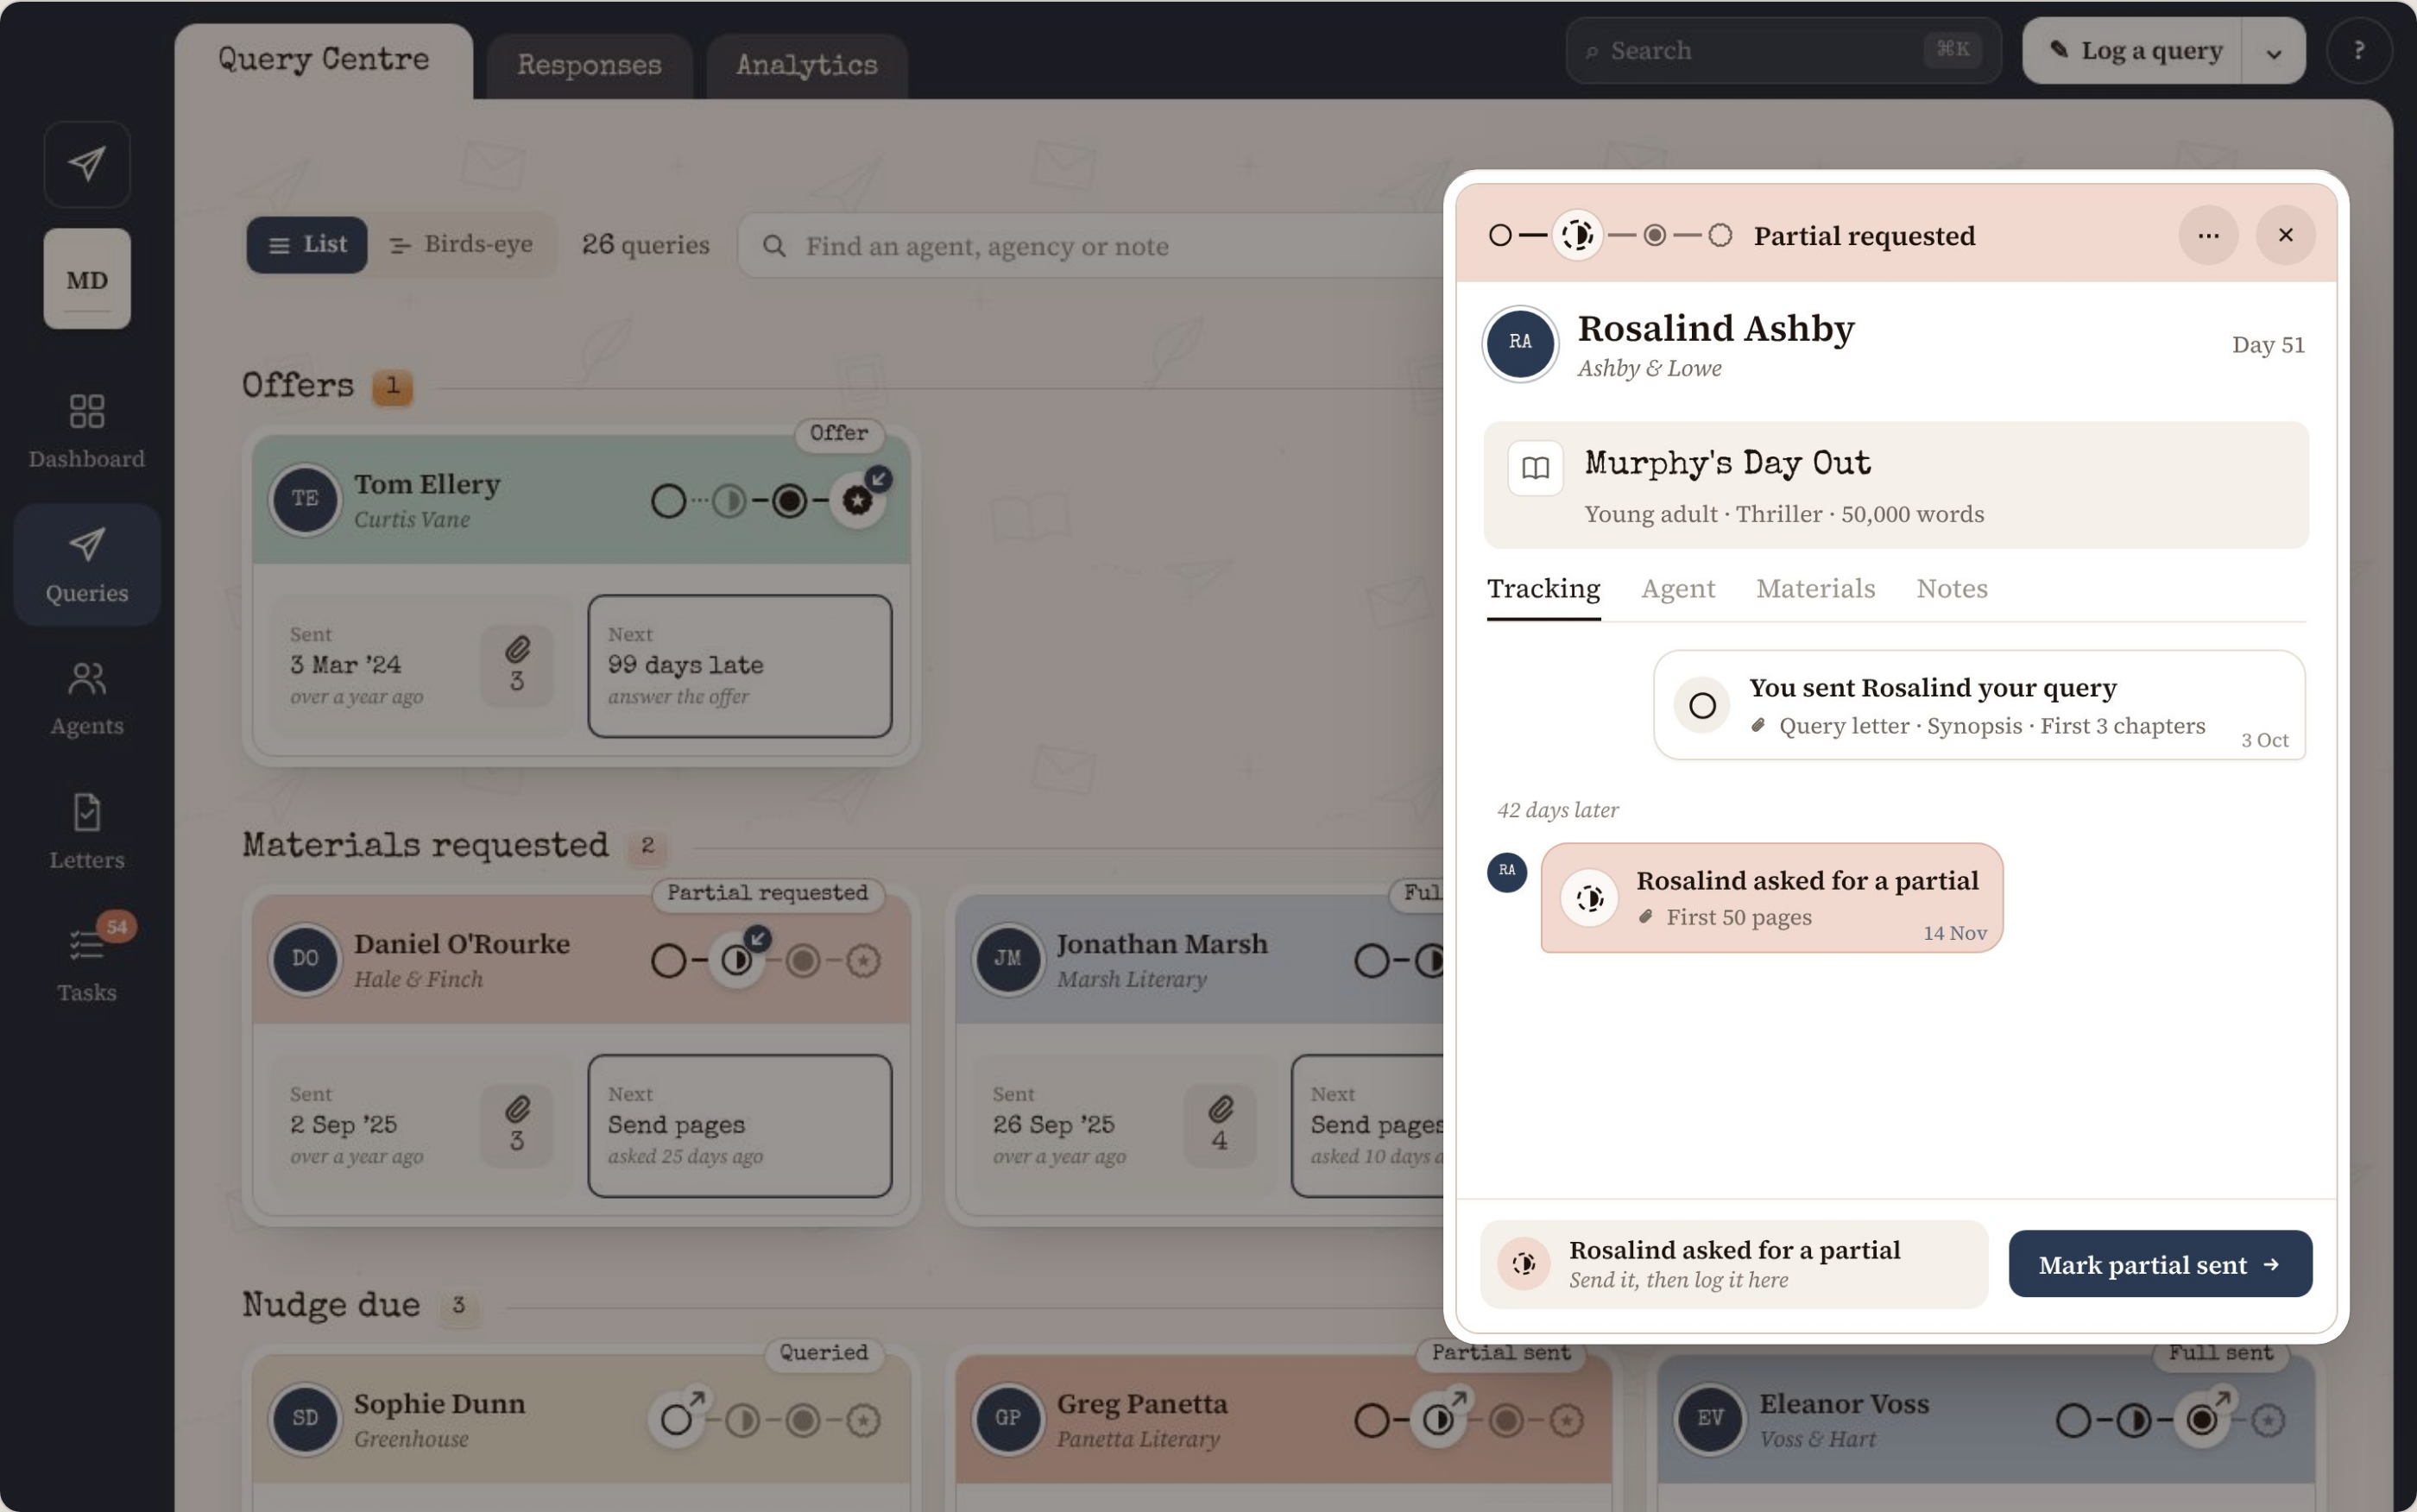 Query Centre
Responses
Analytics
Search
⌘K
Log a query
?
MD
Dashboard
Queries
Agents
Letters
54
Tasks
List
Birds-eye
26 queries
Find an agent, agency or note
Offers 1
Offer
TE
Tom Ellery
Curtis Vane
Sent
3 Mar ’24
over a year ago
3
Next
99 days late
answer the offer
Materials requested 2
Partial requested
DO
Daniel O'Rourke
Hale & Finch
Sent
2 Sep ’25
over a year ago
3
Next
Send pages
asked 25 days ago
JM
Jonathan Marsh
Marsh Literary
Sent
26 Sep ’25
over a year ago
4
Next
Send pages
asked 10 days
Nudge due 3
Queried
SD
Sophie Dunn
Greenhouse
Partial sent
GP
Greg Panetta
Panetta Literary
Full sent
EV
Eleanor Voss
Voss & Hart
Partial requested
RA
Rosalind Ashby
Ashby & Lowe
Day 51
Murphy's Day Out
Young adult · Thriller · 50,000 words
Tracking
Agent
Materials
Notes
You sent Rosalind your query
Query letter · Synopsis · First 3 chapters
3 Oct
42 days later
RA
Rosalind asked for a partial
First 50 pages
14 Nov
Rosalind asked for a partial
Send it, then log it here
Mark partial sent →